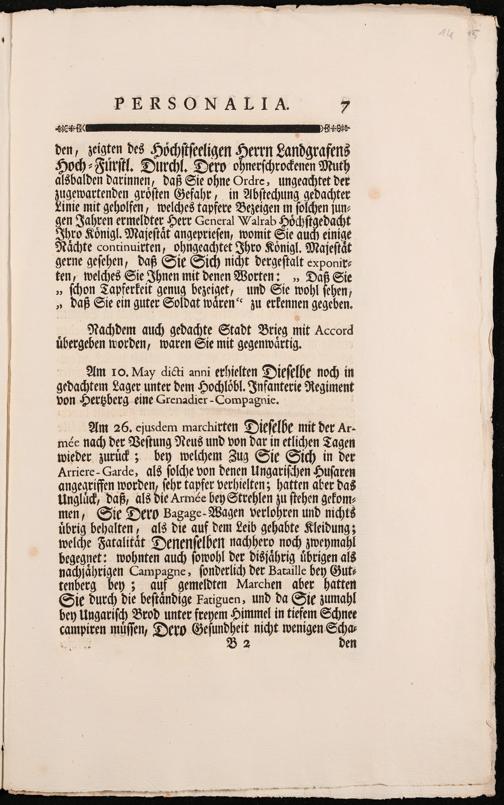 14 15
PERSONALIA. 7
den, zeigten des Höchstseeligen Herrn Landgrafens
Hoch-Fürstl. Durchl. Dero ohnerschrockenen Muth
alsbalden darinnen, daß Sie ohne Ordre, ungeachtet der
zugewartenden grösten Gefahr, in Abstechung gedachter
Linie mit geholfen, welches tapfere Bezeigen in solchen jun-
gen Jahren ermeldter Herr General Walrab Höchstgedacht
Ihro Königl. Majestät angepriesen, womit Sie auch einige
Nächte continuirten, ohngeachtet Ihro Königl. Majestät
gerne gesehen, daß Sie Sich nicht dergestalt exponir-
ten, welches Sie Ihnen mit denen Worten: „ Daß Sie
„ schon Tapferkeit genug bezeiget, und Sie wohl sehen,
„ daß Sie ein guter Soldat wären“ zu erkennen gegeben.
Nachdem auch gedachte Stadt Brieg mit Accord
übergeben worden, waren Sie mit gegenwärtig.
Am 10. May dicti anni erhielten Dieselbe noch in
gedachtem Lager unter dem Hochlöbl. Infanterie Regiment
von Hertzberg eine Grenadier-Compagnie.
Am 26. ejusdem marchirten Dieselbe mit der Ar-
mée nach der Vestung Neus und von dar in etlichen Tagen
wieder zurück; bey welchem Zug Sie Sich in der
Arriere-Garde, als solche von denen Ungarischen Husaren
angegriffen worden, sehr tapfer verhielten; hatten aber das
Unglück, daß, als die Armée bey Strehlen zu stehen gekom-
men, Sie Dero Bagage-Wagen verlohren und nichts
übrig behalten, als die auf dem Leib gehabte Kleidung;
welche Fatalität Denenselben nachhero noch zweymahl
begegnet: wohnten auch sowohl der disjährig übrigen als
nachjährigen Campagne, sonderlich der Bataille bey Gut-
tenberg bey; auf gemeldten Marchen aber hatten
Sie durch die beständige Fatiguen, und da Sie zumahl
bey Ungarisch Brod unter freyem Himmel in tiefem Schnee
campiren müssen, Dero Gesundheit nicht wenigen Scha-
B 2 den